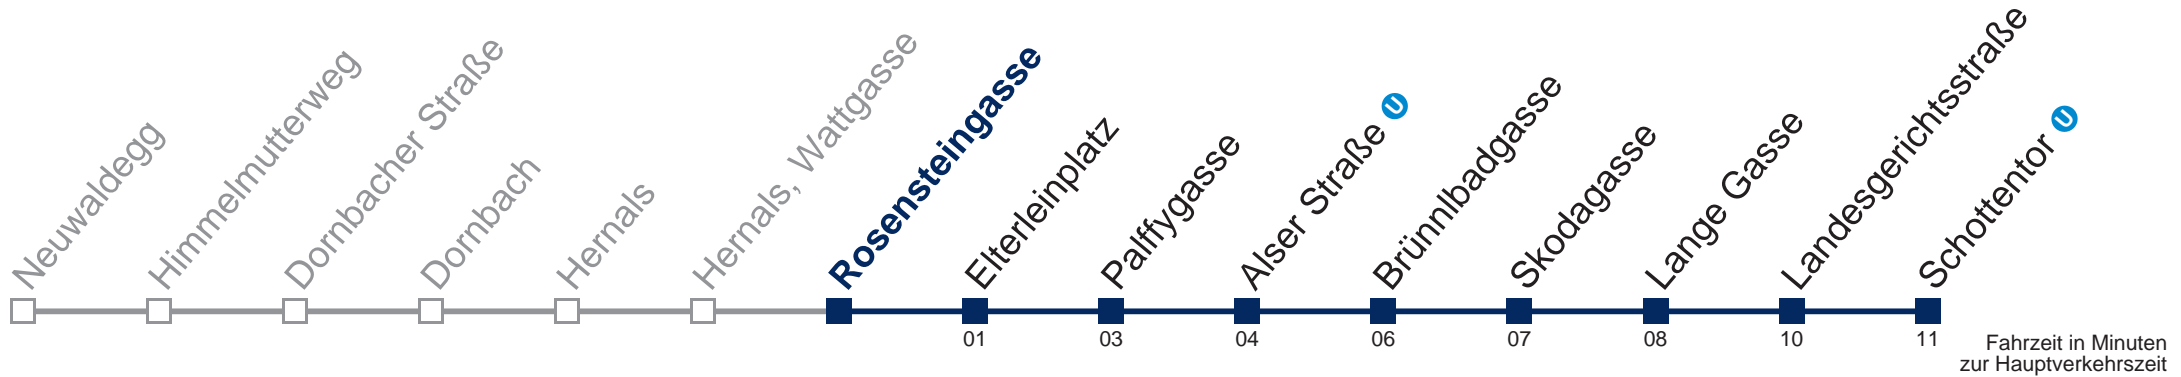 Neuwaldegg
Himmelmutterweg
Dornbacher Straße
Dornbach
Hernals
Hernals, Wattgasse
Rosensteingasse
Elterleinplatz
Palffygasse
Alser Straße U
Brünnlbadgasse
Skodagasse
Lange Gasse
Landesgerichtsstraße
Schottentor U
01 03 04 06 07 08 10 11
Fahrzeit in Minuten
zur Hauptverkehrszeit